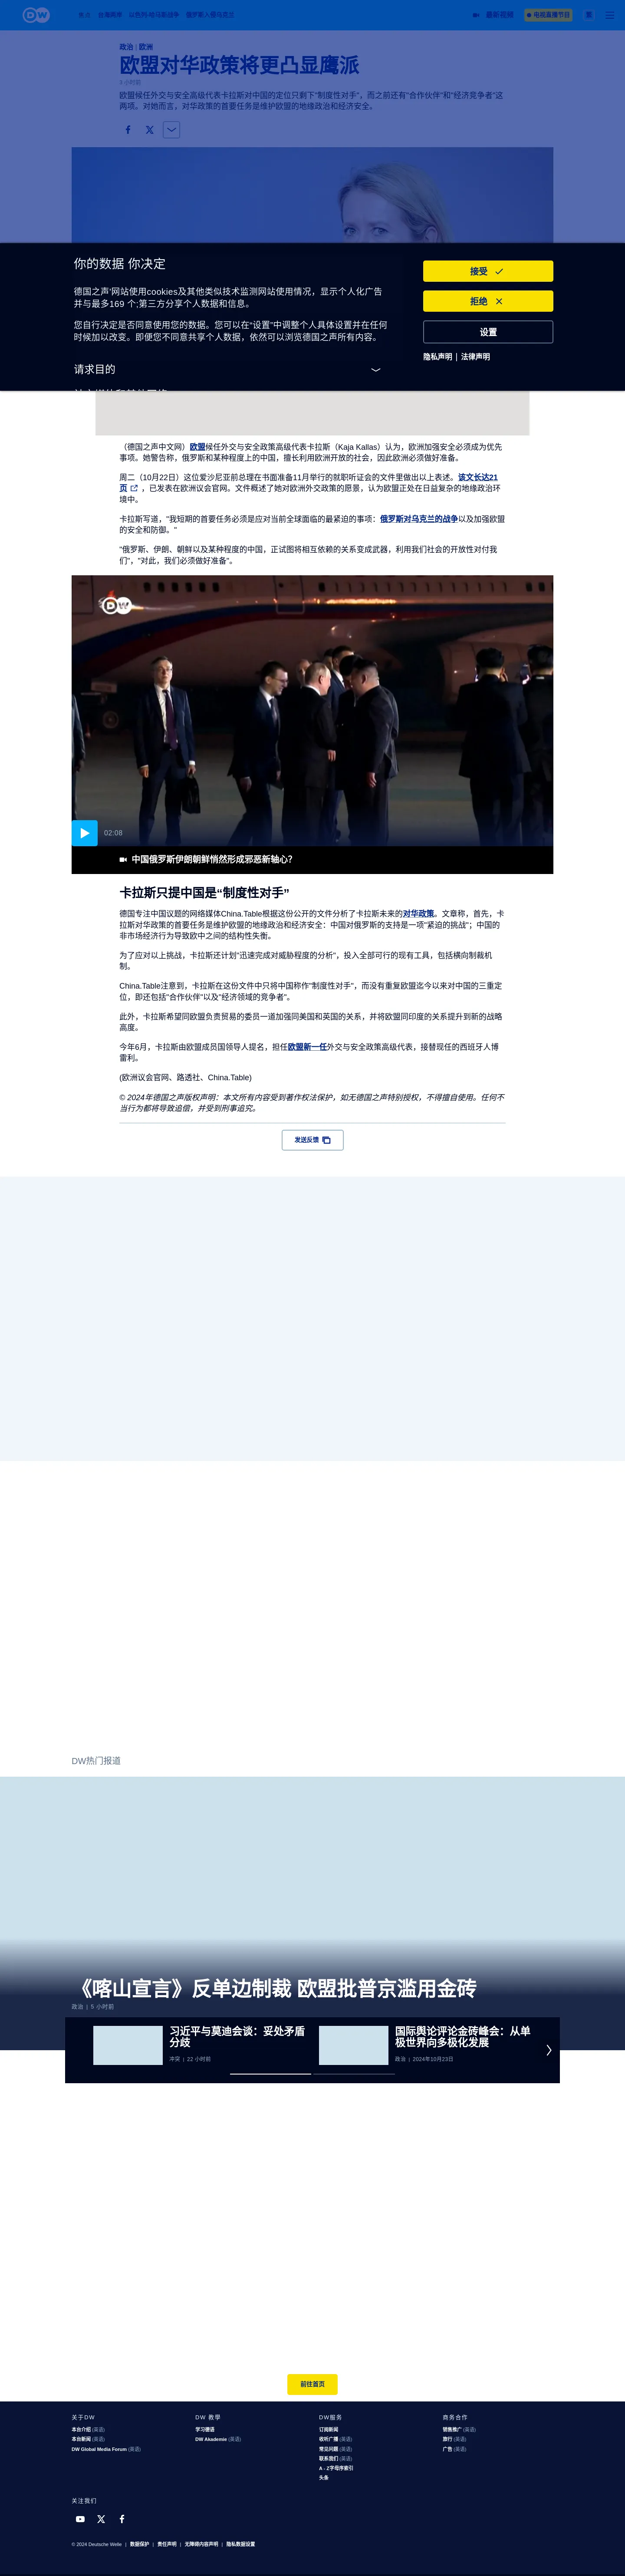 DW
焦点
台湾两岸
以色列-哈马斯战争
俄罗斯入侵乌克兰
最新视频
电视直播节目
政治 | 欧洲
欧盟对华政策将更凸显鹰派
3 小时前
欧盟候任外交与安全高级代表卡拉斯对中国的定位只剩下"制度性对手"，而之前还有"合作伙伴"和"经济竞争者"这
两项。对她而言，对华政策的首要任务是维护欧盟的地缘政治和经济安全。
你的数据 你决定
德国之声‘网站使用cookies及其他类似技术监测网站使用情况，显示个人化广告
并与最多169 个;第三方分享个人数据和信息。
您自行决定是否同意使用您的数据。您可以在“设置”中调整个人具体设置并在任何
时候加以改变。即便您不同意共享个人数据，依然可以浏览德国之声所有内容。
请求目的
接受
拒绝
设置
隐私声明 | 法律声明
（德国之声中文网）欧盟候任外交与安全政策高级代表卡拉斯（Kaja Kallas）认为，欧洲加强安全必须成为优先
事项。她警告称，俄罗斯和某种程度上的中国，擅长利用欧洲开放的社会，因此欧洲必须做好准备。
周二（10月22日）这位爱沙尼亚前总理在书面准备11月举行的就职听证会的文件里做出以上表述。该文长达21
页 ，已发表在欧洲议会官网。文件概述了她对欧洲外交政策的愿景，认为欧盟正处在日益复杂的地缘政治环
境中。
卡拉斯写道，"我短期的首要任务必须是应对当前全球面临的最紧迫的事项：俄罗斯对乌克兰的战争以及加强欧盟
的安全和防御。"
"俄罗斯、伊朗、朝鲜以及某种程度的中国，正试图将相互依赖的关系变成武器，利用我们社会的开放性对付我
们"，"对此，我们必须做好准备"。
DW
02:08
中国俄罗斯伊朗朝鲜悄然形成邪恶新轴心？
卡拉斯只提中国是“制度性对手”
德国专注中国议题的网络媒体China.Table根据这份公开的文件分析了卡拉斯未来的对华政策。文章称，首先，卡
拉斯对华政策的首要任务是维护欧盟的地缘政治和经济安全：中国对俄罗斯的支持是一项"紧迫的挑战"；中国的
非市场经济行为导致欧中之间的结构性失衡。
为了应对以上挑战，卡拉斯还计划"迅速完成对威胁程度的分析"，投入全部可行的现有工具，包括横向制裁机
制。
China.Table注意到，卡拉斯在这份文件中只将中国称作"制度性对手"，而没有重复欧盟迄今以来对中国的三重定
位，即还包括"合作伙伴"以及"经济领域的竞争者"。
此外，卡拉斯希望同欧盟负责贸易的委员一道加强同美国和英国的关系，并将欧盟同印度的关系提升到新的战略
高度。
今年6月，卡拉斯由欧盟成员国领导人提名，担任欧盟新一任外交与安全政策高级代表，接替现任的西班牙人博
雷利。
(欧洲议会官网、路透社、China.Table)
© 2024年德国之声版权声明：本文所有内容受到著作权法保护，如无德国之声特别授权，不得擅自使用。任何不
当行为都将导致追偿，并受到刑事追究。
发送反馈
DW热门报道
《喀山宣言》反单边制裁 欧盟批普京滥用金砖
政治 | 5 小时前
习近平与莫迪会谈：妥处矛盾
分歧
冲突 | 22 小时前
国际舆论评论金砖峰会：从单
极世界向多极化发展
政治 | 2024年10月23日
前往首页
关于DW
本台介绍 (英语)
本台新闻 (英语)
DW Global Media Forum (英语)
DW 教學
学习德语
DW Akademie (英语)
DW服务
订阅新闻
收听广播 (英语)
常见问题 (英语)
联系我们 (英语)
A - Z字母序索引
头条
商务合作
销售推广 (英语)
旅行 (英语)
广告 (英语)
关注我们
© 2024 Deutsche Welle | 数据保护 | 责任声明 | 无障碍内容声明 | 隐私数据设置